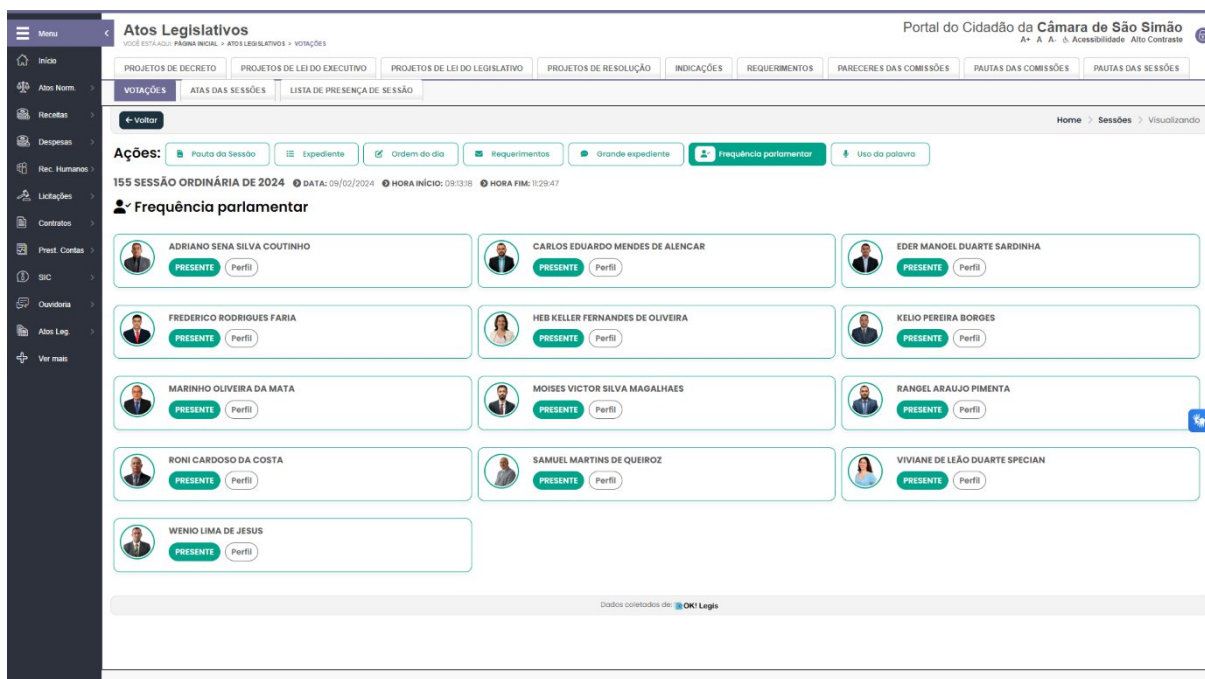 Menu
Atos Legislativos
Portal do Cidadão da Câmara de São Simão
VOCÊ ESTÁ AQUI: PÁGINA INICIAL > ATOS LEGISLATIVOS > VOTAÇÕES
A+ A A- Acessibilidade Alto Contraste
Início
Atos Norm.
Receitas
Despesas
Rec. Humanos
Licitações
Contratos
Prest. Contas
SIC
Ouvidoria
Atos Leg.
Ver mais
PROJETOS DE DECRETO PROJETOS DE LEI DO EXECUTIVO PROJETOS DE LEI DO LEGISLATIVO PROJETOS DE RESOLUÇÃO INDICAÇÕES REQUERIMENTOS PARECERES DAS COMISSÕES PAUTAS DAS COMISSÕES PAUTAS DAS SESSÕES
VOTAÇÕES ATAS DAS SESSÕES LISTA DE PRESENÇA DE SESSÃO
Voltar
Home > Sessões > Visualizando
Ações: Pauta da Sessão Expediente Ordem do dia Requerimentos Grande expediente Frequência parlamentar Uso da palavra
155 SESSÃO ORDINÁRIA DE 2024 DATA: 09/02/2024 HORA INÍCIO: 09:13:18 HORA FIM: 11:29:47
Frequência parlamentar
ADRIANO SENA SILVA COUTINHO
PRESENTE Perfil
CARLOS EDUARDO MENDES DE ALENCAR
PRESENTE Perfil
EDER MANOEL DUARTE SARDINHA
PRESENTE Perfil
FREDERICO RODRIGUES FARIA
PRESENTE Perfil
HEB KELLER FERNANDES DE OLIVEIRA
PRESENTE Perfil
KELIO PEREIRA BORGES
PRESENTE Perfil
MARINHO OLIVEIRA DA MATA
PRESENTE Perfil
MOISES VICTOR SILVA MAGALHAES
PRESENTE Perfil
RANGEL ARAUJO PIMENTA
PRESENTE Perfil
RONI CARDOSO DA COSTA
PRESENTE Perfil
SAMUEL MARTINS DE QUEIROZ
PRESENTE Perfil
VIVIANE DE LEÃO DUARTE SPECIAN
PRESENTE Perfil
WENIO LIMA DE JESUS
PRESENTE Perfil
Dados coletados de: OK! Legis